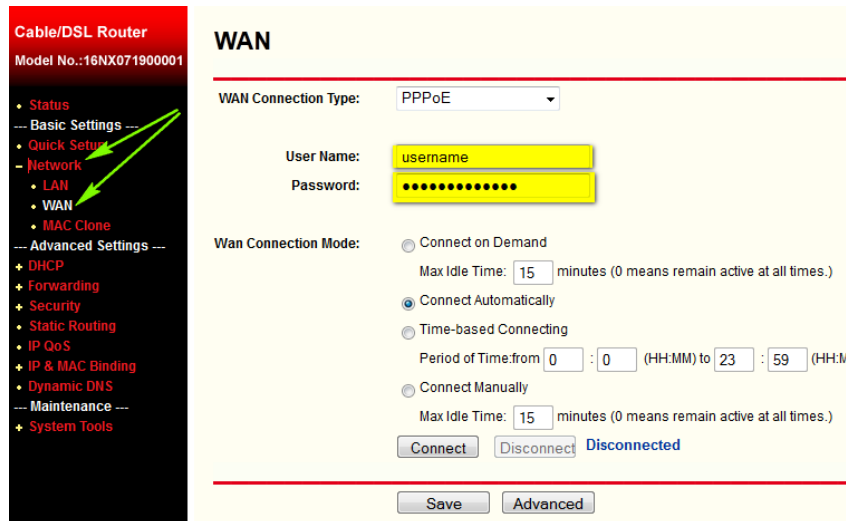 Cable/DSL Router
Model No.:16NX071900001
Status
--- Basic Settings ---
Quick Setup
Network
LAN
WAN
MAC Clone
--- Advanced Settings ---
DHCP
Forwarding
Security
Static Routing
IP QoS
IP & MAC Binding
Dynamic DNS
--- Maintenance ---
System Tools
WAN
WAN Connection Type: PPPoE
User Name: username
Password: •••••••••••••
Wan Connection Mode: Connect on Demand
Max Idle Time: 15 minutes (0 means remain active at all times.)
Connect Automatically
Time-based Connecting
Period of Time:from 0 : 0 (HH:MM) to 23 : 59 (HH:M
Connect Manually
Max Idle Time: 15 minutes (0 means remain active at all times.)
Connect Disconnect Disconnected
Save Advanced